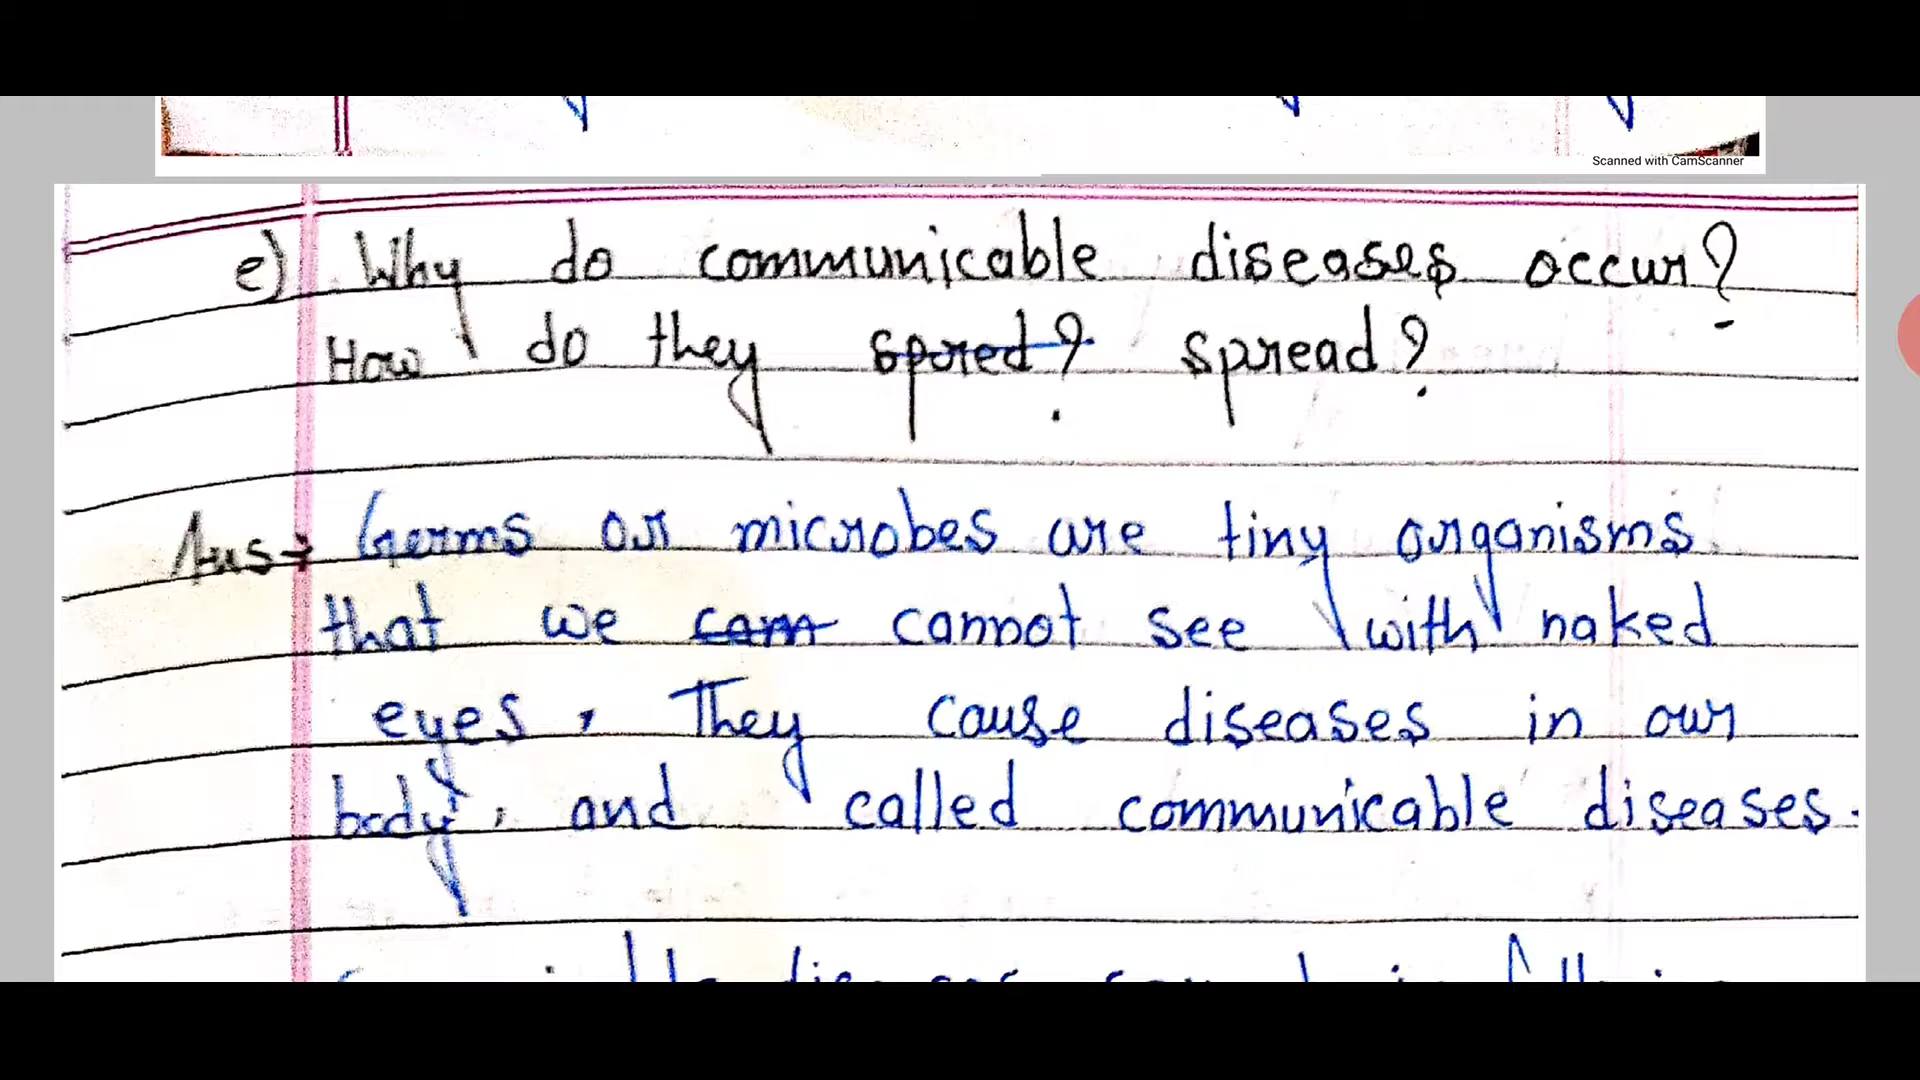 Scanned with CamScanner
e) Why do communicable diseases occur?
How do they spored? spread?
Ans→ Germs or microbes are tiny organisms
that we cam cannot see with naked
eyes, They cause diseases in our
body, and called communicable diseases.